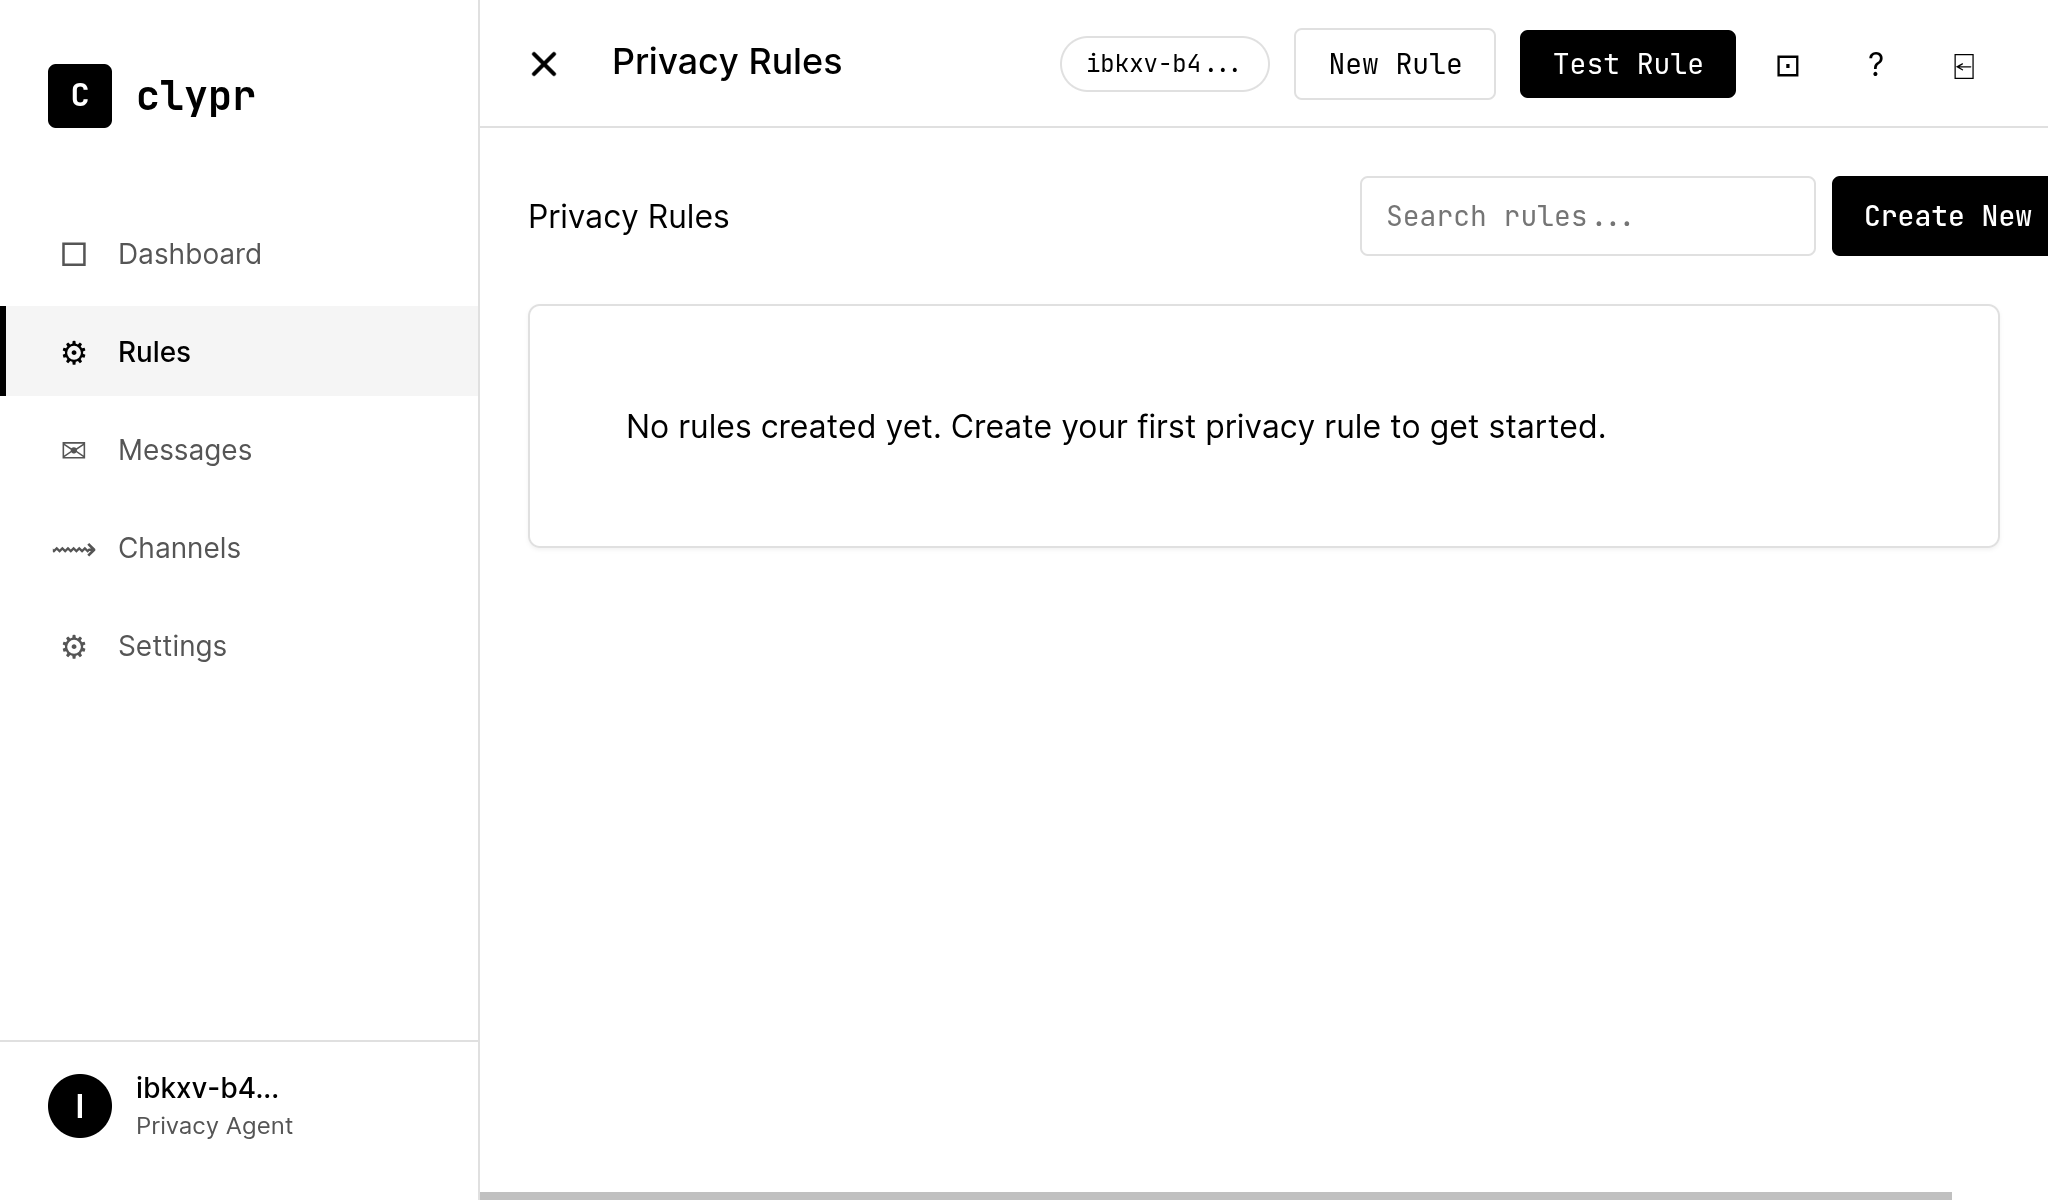 C clypr
Dashboard
Rules
Messages
Channels
Settings
ibkxv-b4...
I
Privacy Agent
Privacy Rules
ibkxv-b4...
New Rule
Test Rule
?
Privacy Rules
Search rules...
Create New
No rules created yet. Create your first privacy rule to get started.